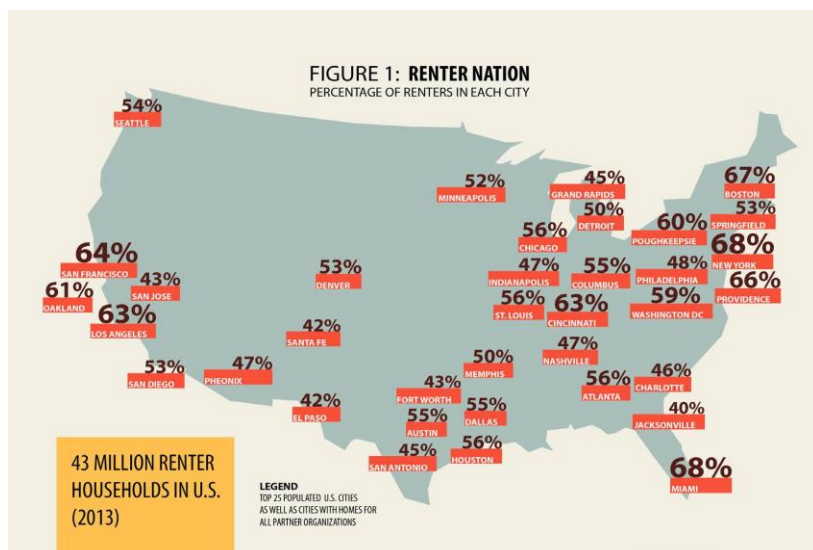 FIGURE 1: RENTER NATION
PERCENTAGE OF RENTERS IN EACH CITY
54%
SEATTLE
52%
MINNEAPOLIS
45%
GRAND RAPIDS
67%
BOSTON
50%
DETROIT
53%
SPRINGFIELD
60%
POUGHKEEPSIE
56%
CHICAGO
68%
NEW YORK
64%
SAN FRANCISCO
43%
SAN JOSE
53%
DENVER
47%
INDIANAPOLIS
55%
COLUMBUS
48%
PHILADELPHIA
66%
PROVIDENCE
61%
OAKLAND
63%
LOS ANGELES
56%
ST. LOUIS
63%
CINCINNATI
59%
WASHINGTON DC
42%
SANTA FE
47%
NASHVILLE
53%
SAN DIEGO
47%
PHEONIX
50%
MEMPHIS
46%
CHARLOTTE
43%
FORT WORTH
56%
ATLANTA
42%
EL PASO
55%
AUSTIN
55%
DALLAS
40%
JACKSONVILLE
45%
SAN ANTONIO
56%
HOUSTON
68%
MIAMI
43 MILLION RENTER
HOUSEHOLDS IN U.S.
(2013)
LEGEND
TOP 25 POPULATED U.S. CITIES
AS WELL AS CITIES WITH HOMES FOR
ALL PARTNER ORGANIZATIONS